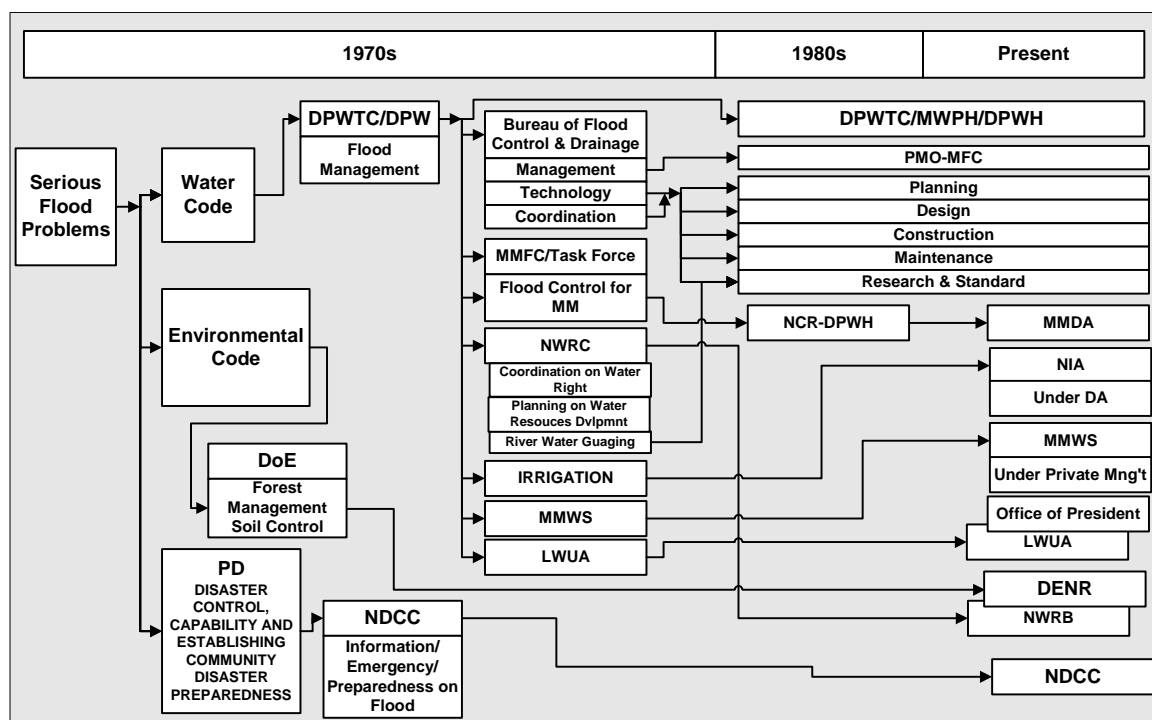 1970s
1980s
Present
Serious
Flood
Problems
Water
Code
Environmental
Code
DoE
Forest
Management
Soil Control
PD
DISASTER
CONTROL,
CAPABILITY AND
ESTABLISHING
COMMUNITY
DISASTER
PREPAREDNESS
DPWTC/DPW
Flood
Management
NDCC
Information/
Emergency/
Preparedness on
Flood
Bureau of Flood
Control & Drainage
Management
Technology
Coordination
MMFC/Task Force
Flood Control for
MM
NWRC
Coordination on Water
Right
Planning on Water
Resouces Dvlpmnt
River Water Guaging
IRRIGATION
MMWS
LWUA
DPWTC/MWPH/DPWH
PMO-MFC
Planning
Design
Construction
Maintenance
Research & Standard
NCR-DPWH
MMDA
NIA
Under DA
MMWS
Under Private Mng't
Office of President
LWUA
DENR
NWRB
NDCC